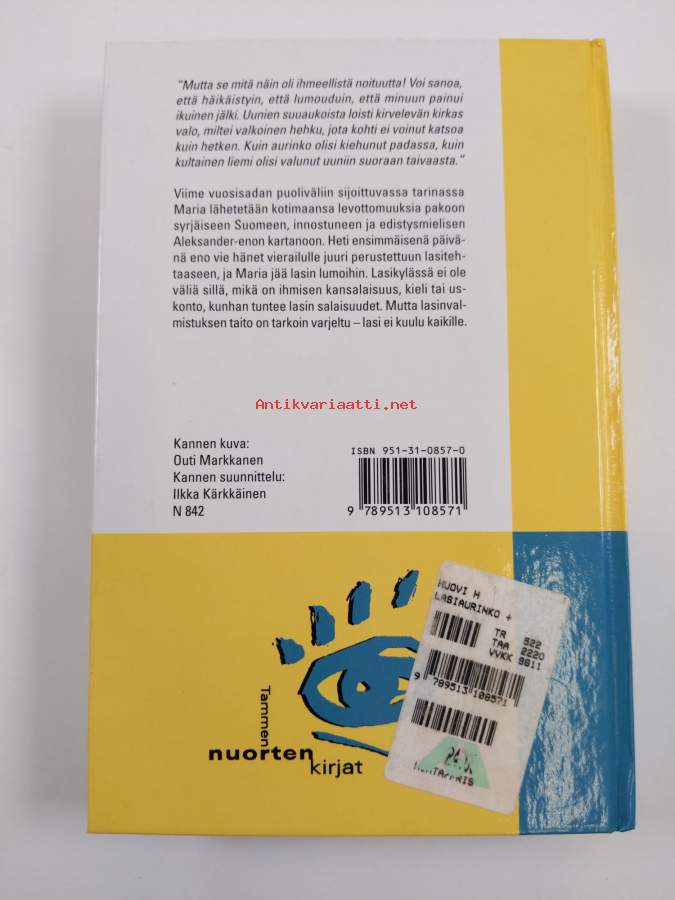 "Mutta se mitä näin oli ihmeellistä noituutta! Voi sanoa,
että häikäistyin, että lumouduin, että minuun painui
ikuinen jälki. Uunien suuaukoista loisti kirvelevän kirkas
valo, miltei valkoinen hehku, jota kohti ei voinut katsoa
kuin hetken. Kuin aurinko olisi kiehunut padassa, kuin
kultainen liemi olisi valunut uuniin suoraan taivaasta."
Viime vuosisadan puoliväliin sijoittuvassa tarinassa
Maria lähetetään kotimaansa levottomuuksia pakoon
syrjäiseen Suomeen, innostuneen ja edistysmielisen
Aleksander-enon kartanoon. Heti ensimmäisenä päivä-
nä eno vie hänet vierailulle juuri perustettuun lasiteh-
taaseen, ja Maria jää lasin lumoihin. Lasikylässä ei ole
väliä sillä, mikä on ihmisen kansalaisuus, kieli tai us-
konto, kunhan tuntee lasin salaisuudet. Mutta lasinval-
mistuksen taito on tarkoin varjeltu – lasi ei kuulu kaikille.
Antikvariaatti.net
Kannen kuva:
Outi Markkanen
Kannen suunnittelu:
Ilkka Kärkkäinen
N 842
ISBN 951-31-0857-0
9 789513 108571
HUOVI H
LASIAURINKO +
TR 522
TAA 2220
VVKK 9811
9 789513 108571
Tammen
nuorten
kirjat